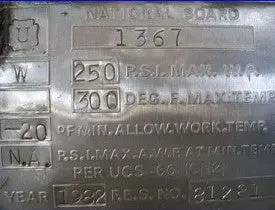 NATIONAL BOARD
U 1367
W 250 P.S.I. MAX. W.P.
300 DEG. F. MAX. TEMP
-20 °F MIN. ALLOW. WORK. TEMP.
N.A. P.S.I. MAX. A.W.P. AT MIN. TEMP
PER UCS-66
YEAR 1982 F.E.S. NO.